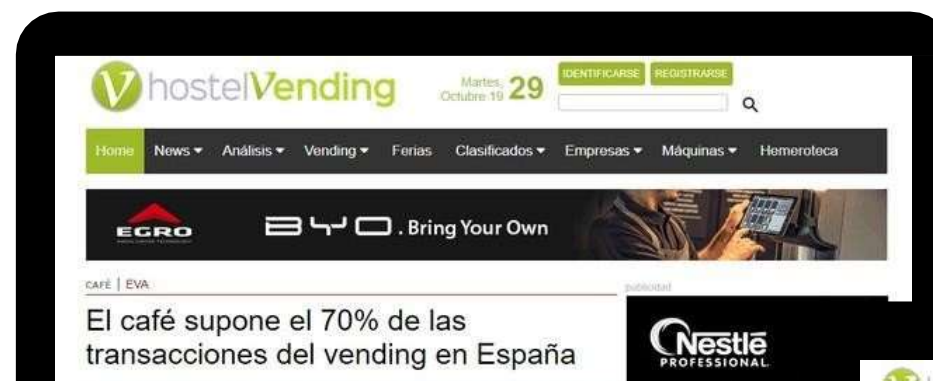 V hostelVending
Martes,
Octubre 19 29
IDENTIFICARSE REGISTRARSE
Home News Análisis Vending Ferias Clasificados Empresas Máquinas Hemeroteca
EGRO
BYO . Bring Your Own
CAFÉ | EVA
publicidad
El café supone el 70% de las
transacciones del vending en España
Nestlé
PROFESSIONAL